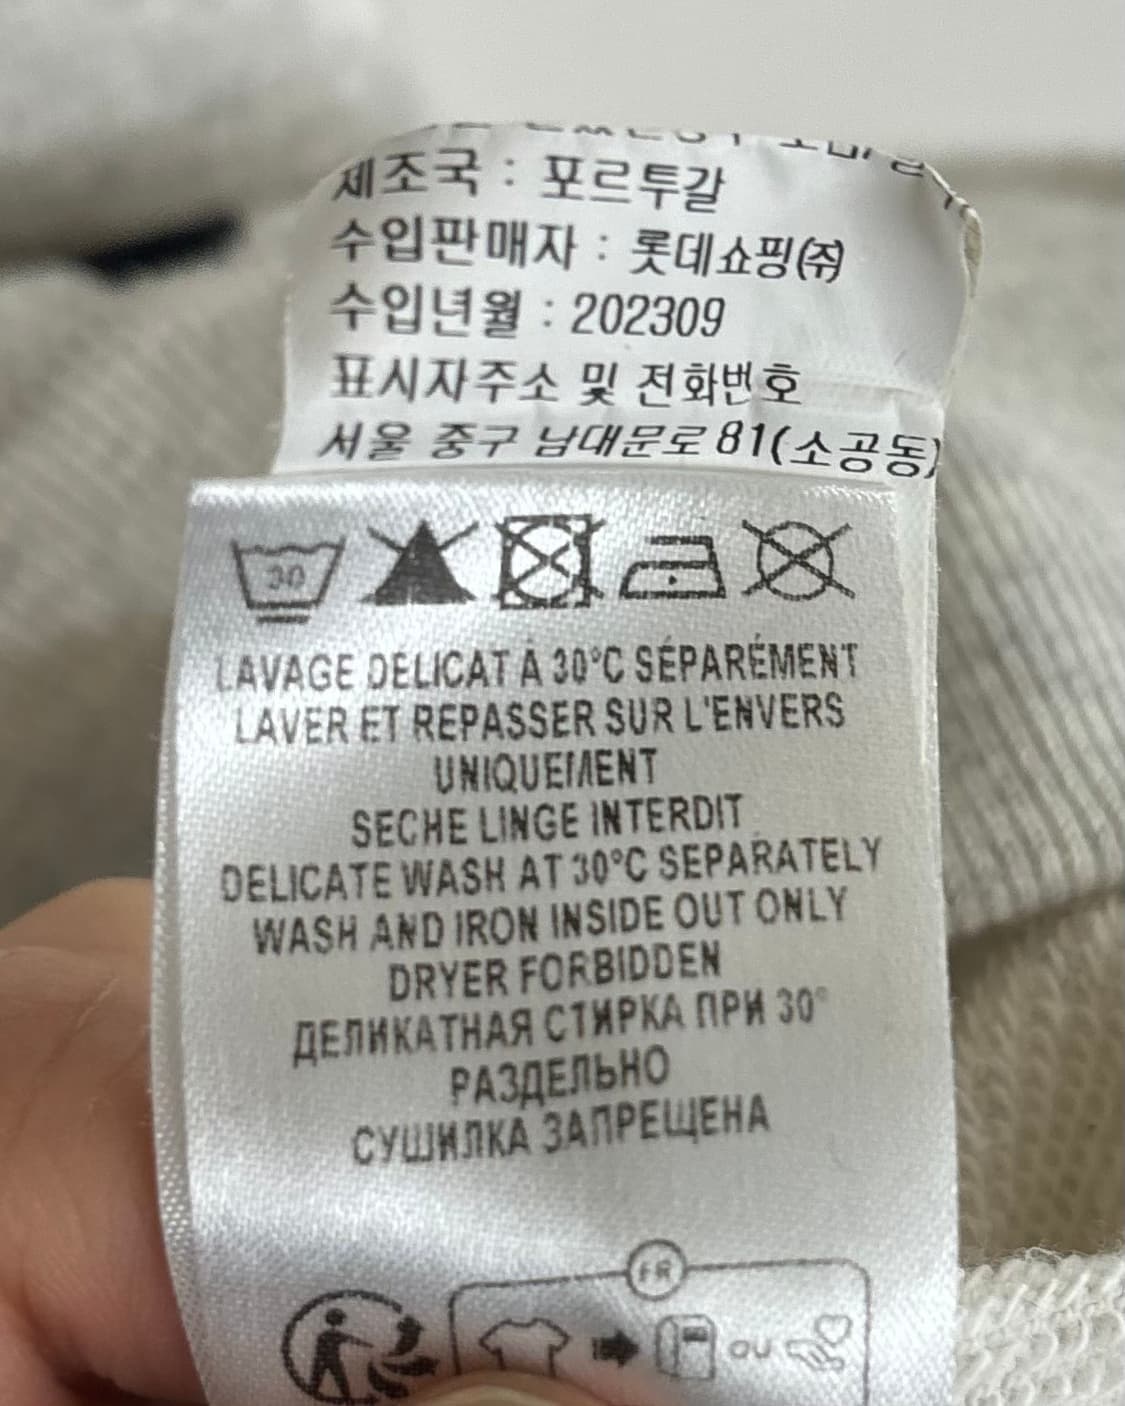 제조국 : 포르투갈
수입판매자 : 롯데쇼핑(주)
수입년월 : 202309
표시자주소 및 전화번호
서울 중구 남대문로 81(소공동)
30
LAVAGE DELICAT À 30°C SÉPARÉMENT
LAVER ET REPASSER SUR L'ENVERS
UNIQUEMENT
SECHE LINGE INTERDIT
DELICATE WASH AT 30°C SEPARATELY
WASH AND IRON INSIDE OUT ONLY
DRYER FORBIDDEN
ДЕЛИКАТНАЯ СТИРКА ПРИ 30°
РАЗДЕЛЬНО
СУШИЛКА ЗАПРЕЩЕНА
FR
OU